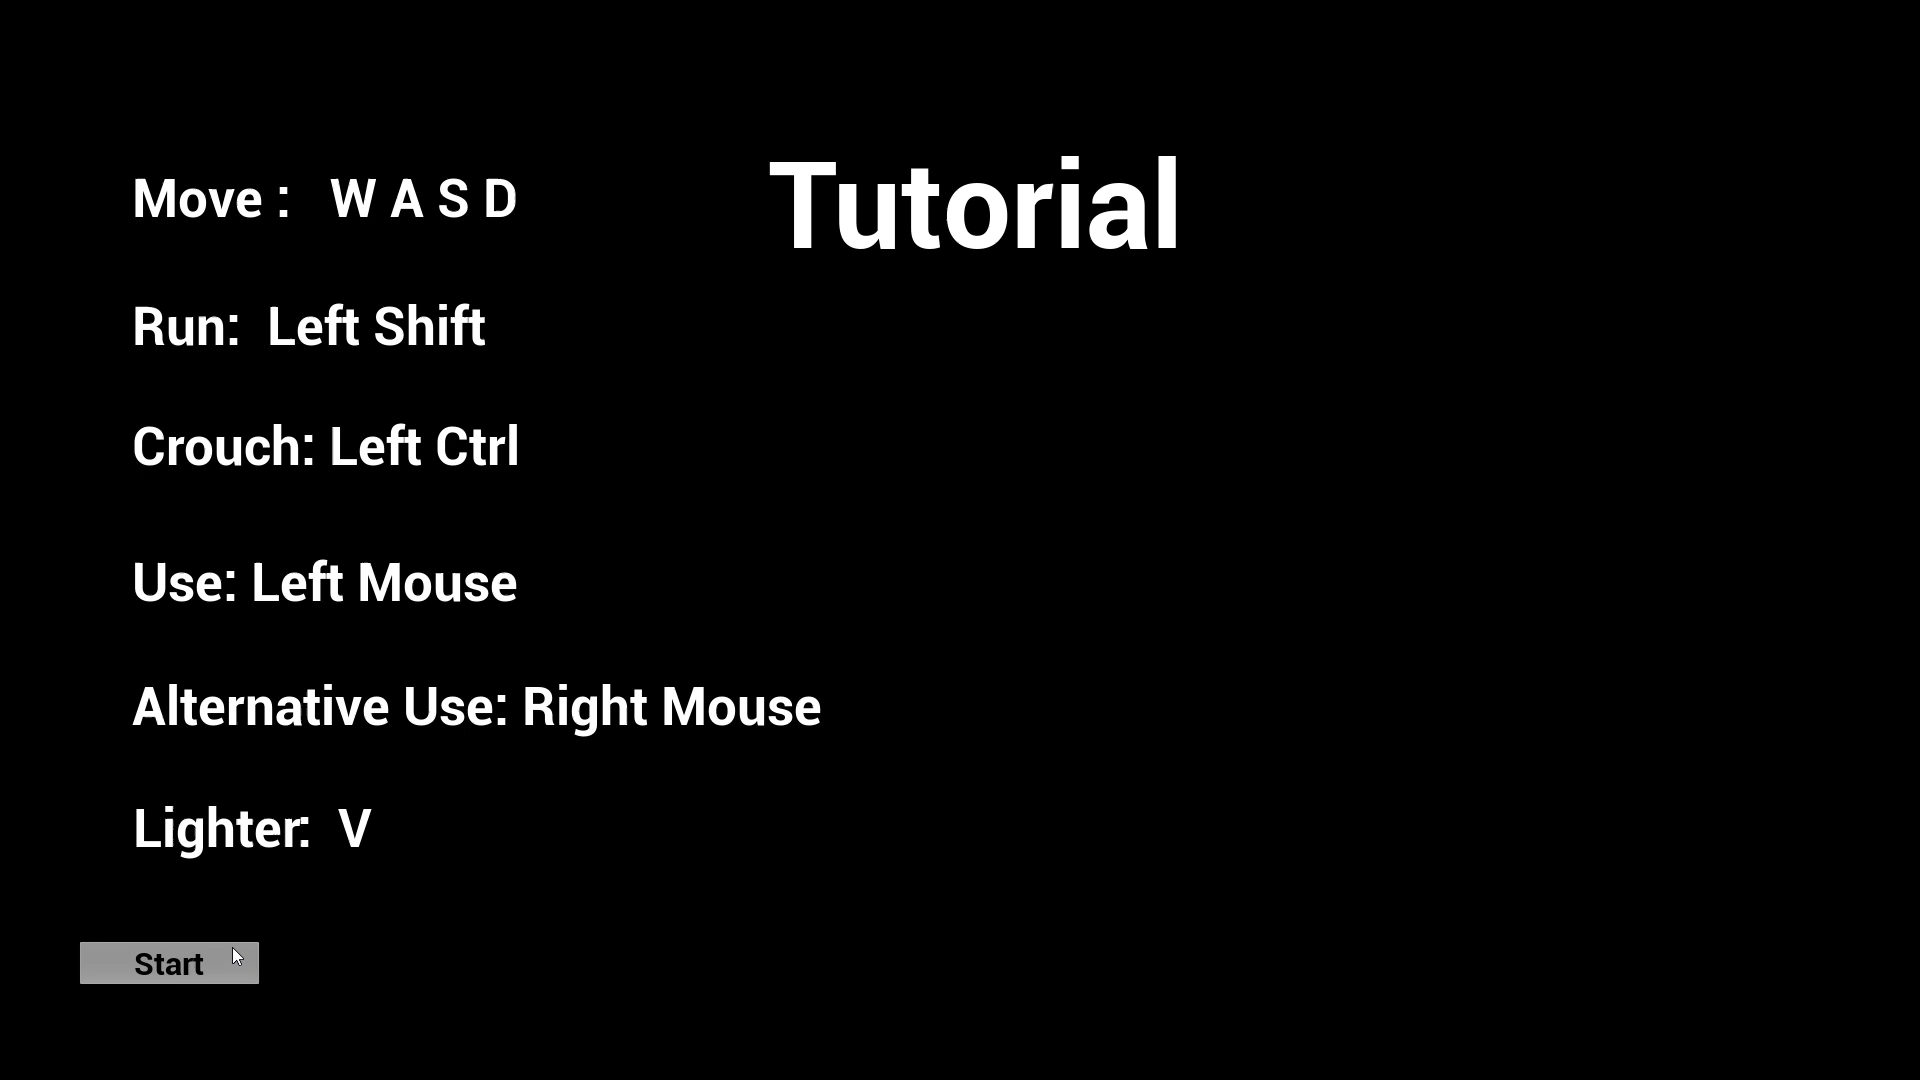 Tutorial
Move :   W A S D
Run:  Left Shift
Crouch: Left Ctrl
Use: Left Mouse
Alternative Use: Right Mouse
Lighter:  V
Start